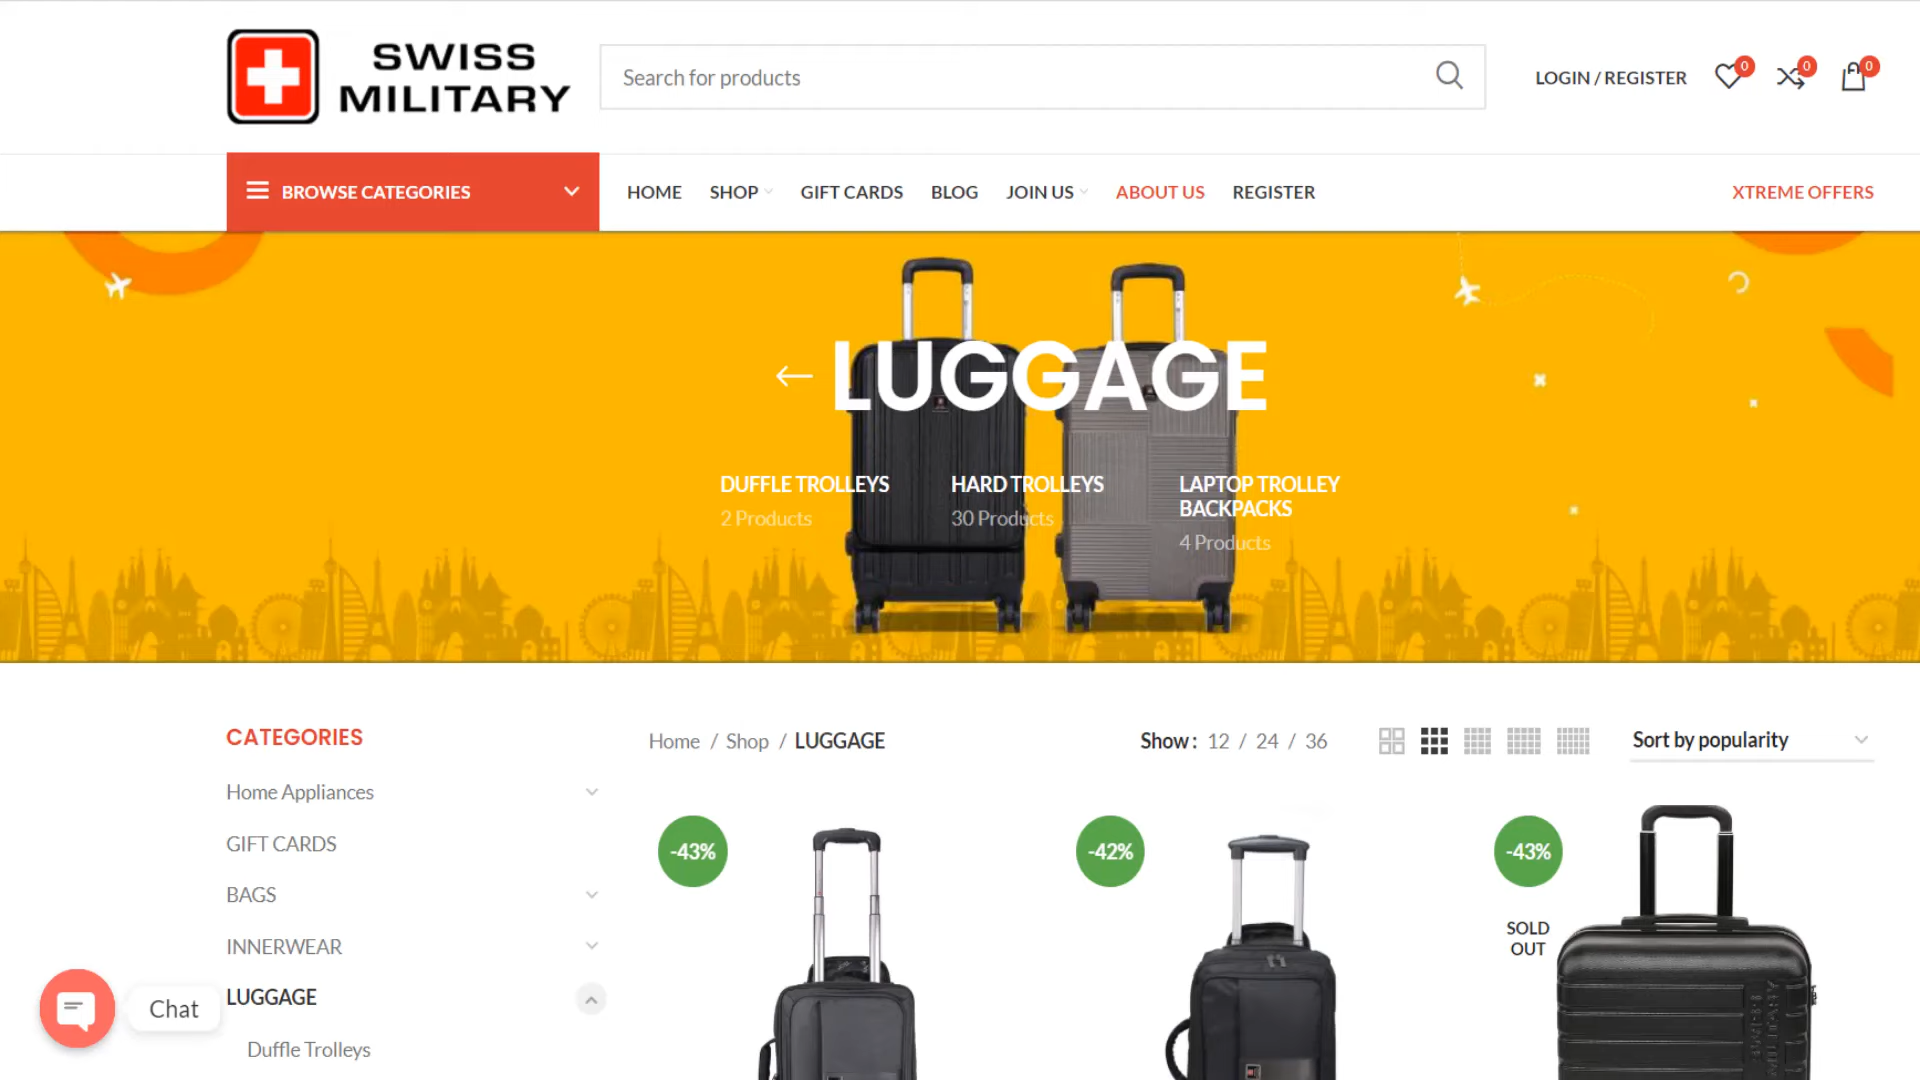 SWISS
MILITARY
Search for products
LOGIN / REGISTER
0
0
0
BROWSE CATEGORIES
HOME
SHOP
GIFT CARDS
BLOG
JOIN US
ABOUT US
REGISTER
XTREME OFFERS
LUGGAGE
DUFFLE TROLLEYS
2 Products
HARD TROLLEYS
30 Products
LAPTOP TROLLEY
BACKPACKS
4 Products
CATEGORIES
Home / Shop / LUGGAGE
Show : 12 / 24 / 36
Sort by popularity
Home Appliances
GIFT CARDS
BAGS
INNERWEAR
LUGGAGE
Duffle Trolleys
-43%
-42%
-43%
SOLD
OUT
SWISS
MILITARY
Chat